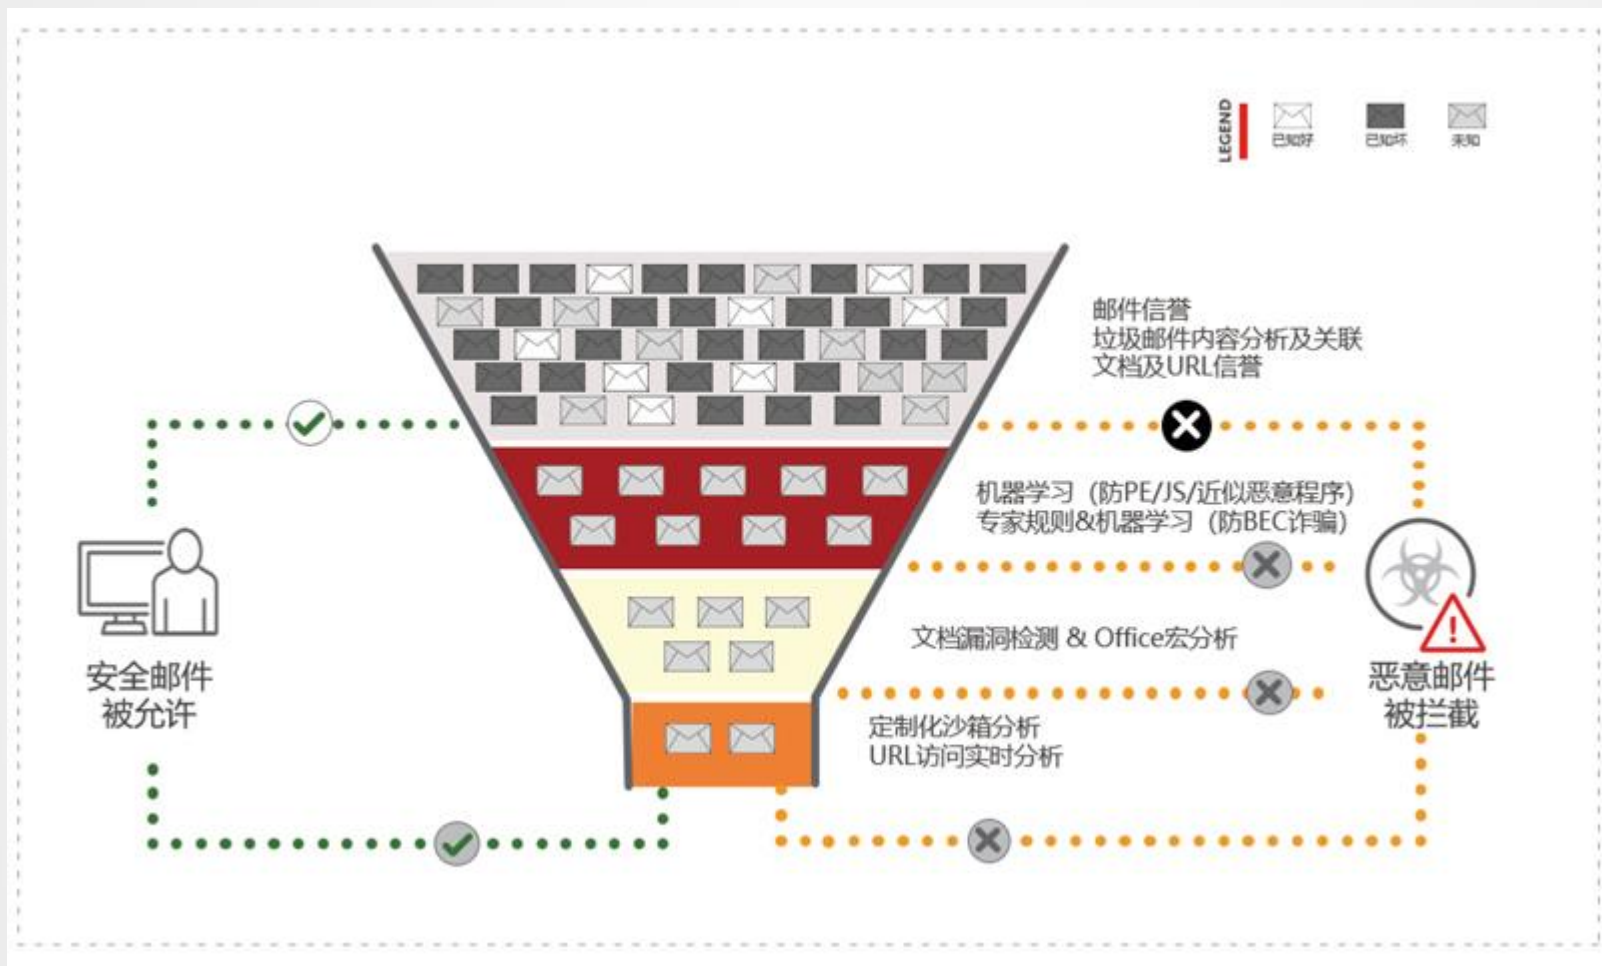 LEGEND
已知好
已知坏
未知
邮件信誉
垃圾邮件内容分析及关联
文档及URL信誉
机器学习（防PE/JS/近似恶意程序）
专家规则&机器学习（防BEC诈骗）
文档漏洞检测 & Office宏分析
安全邮件
被允许
恶意邮件
被拦截
定制化沙箱分析
URL访问实时分析